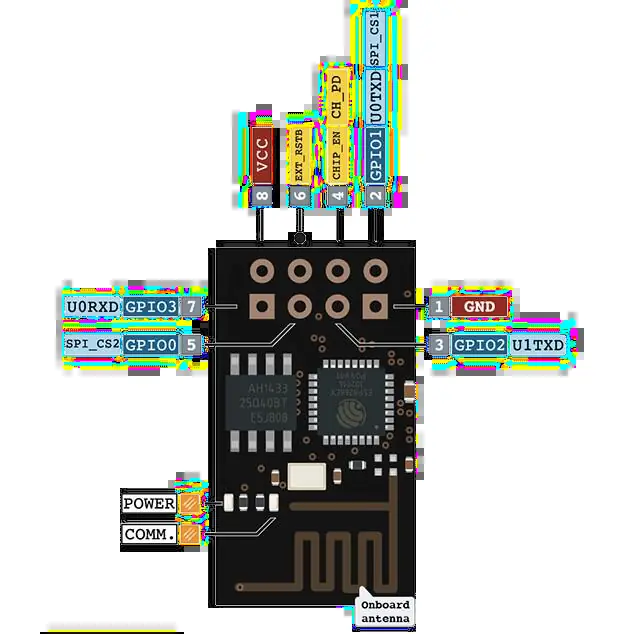 SPI_CS1
U0TXD
GPIO1
2
CH_PD
CHIP_EN
4
EXT_RSTB
6
VCC
8
U0RXD GPIO3 7
1 GND
SPI_CS2 GPIO0 5
3 GPIO2 U1TXD
AH1433
25Q40BT
E5J808
ESP8266EX
POWER
COMM.
Onboard
antenna